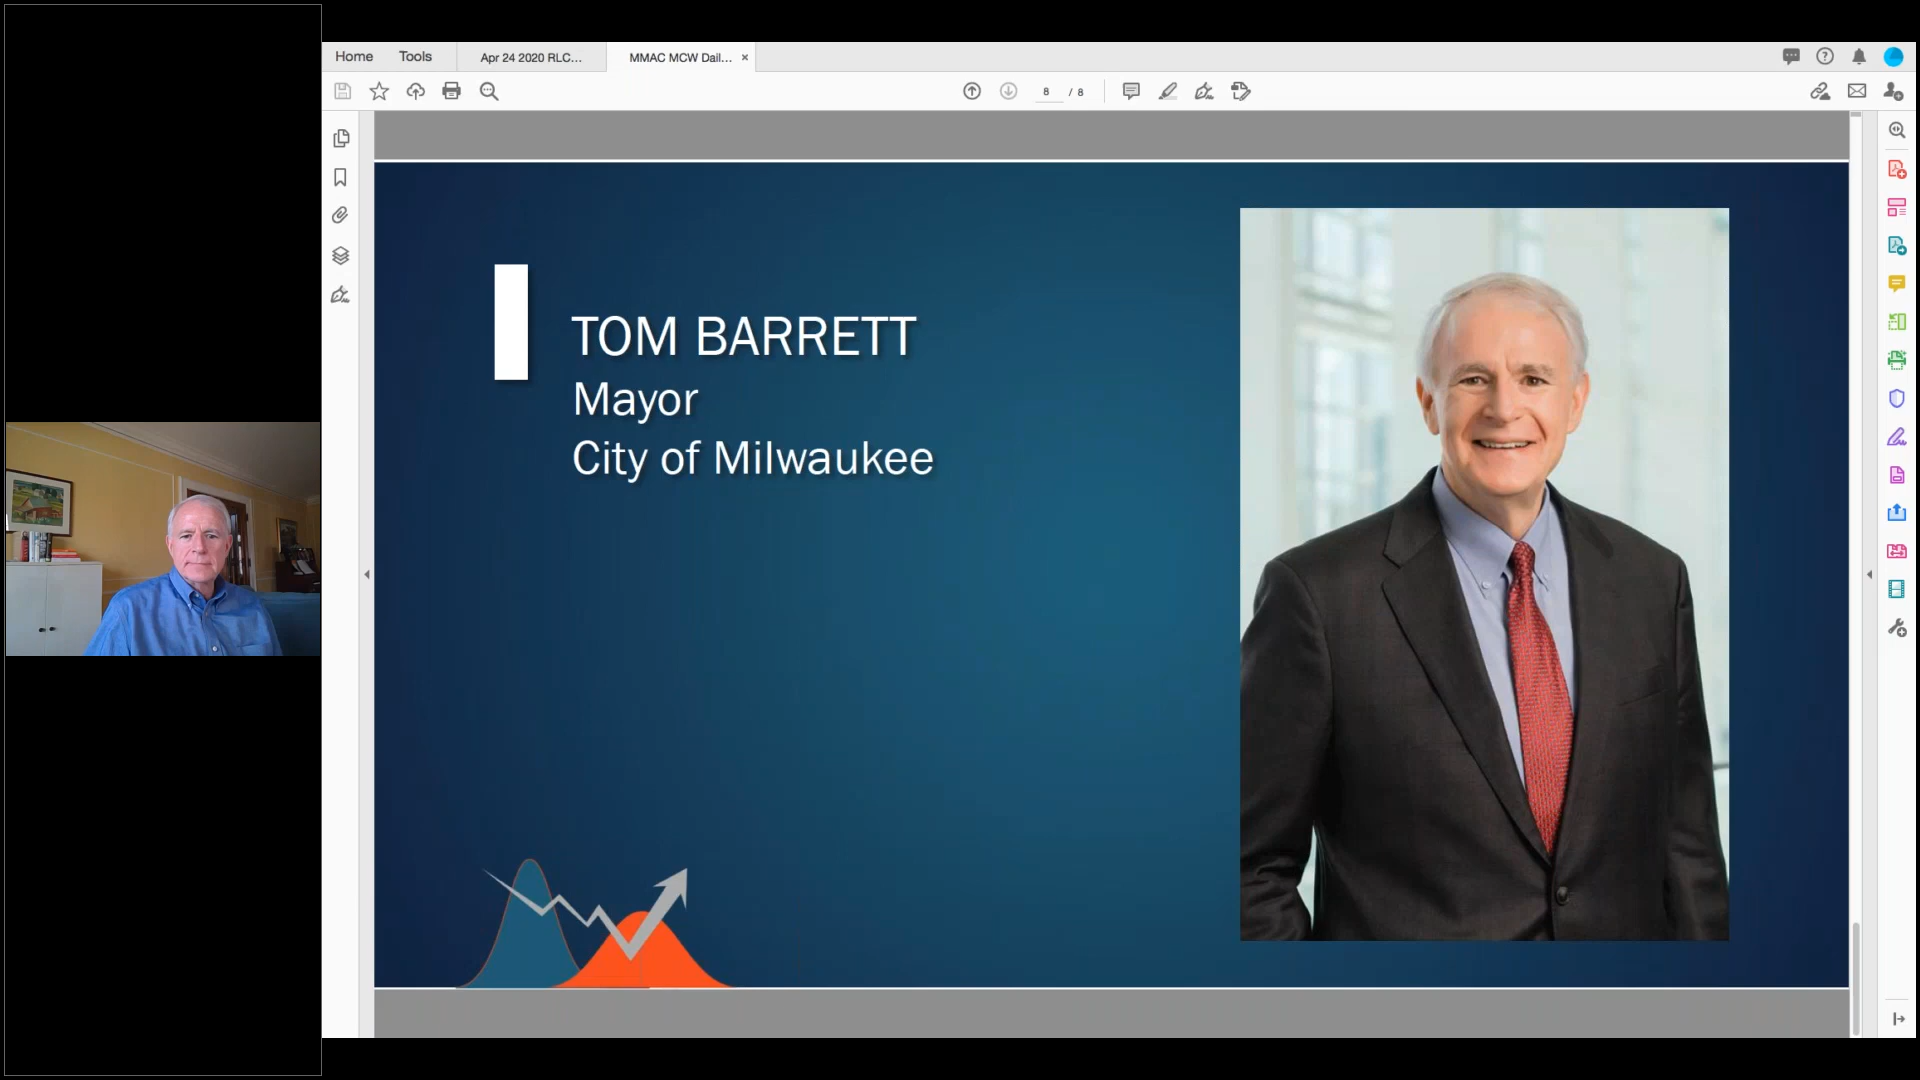 Home Tools Apr 24 2020 RLC... MMAC MCW Dail... ×
8 / 8
TOM BARRETT
Mayor
City of Milwaukee